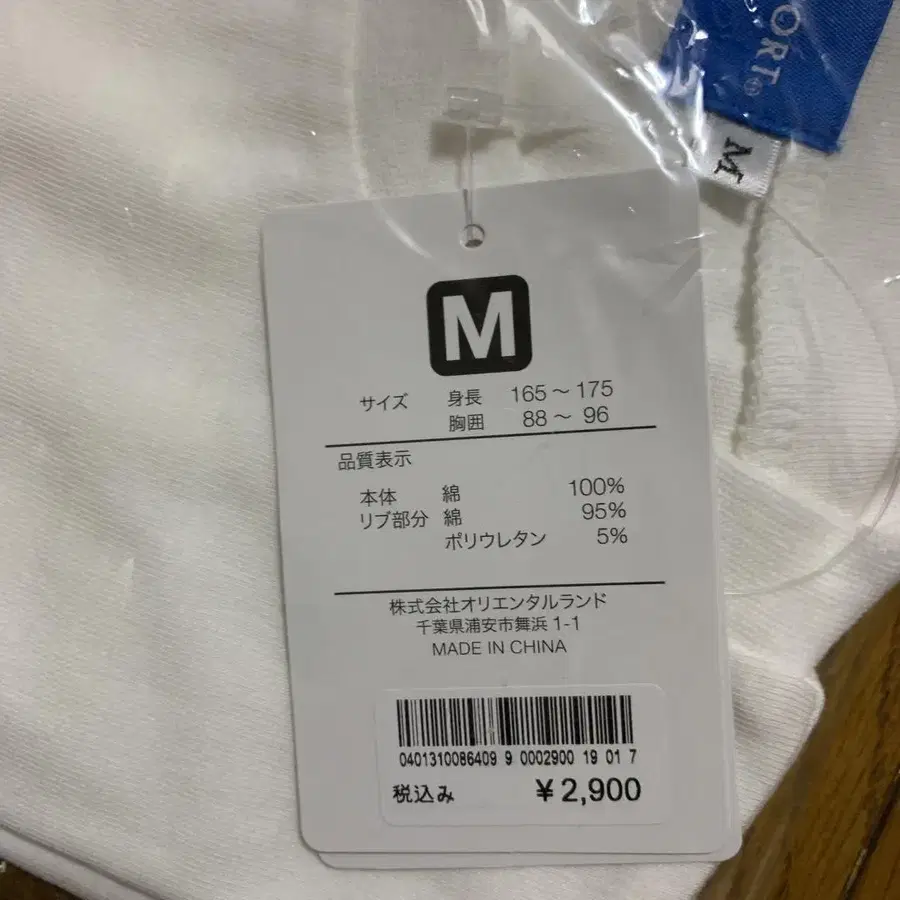 ORT®
M
M
サイズ 身長 165～175
胸囲 88～ 96
品質表示
本体 綿 100%
リブ部分 綿 95%
ポリウレタン 5%
株式会社オリエンタルランド
千葉県浦安市舞浜 1-1
MADE IN CHINA
0401310086409 9 0002900 19 01 7
税込み ¥2,900